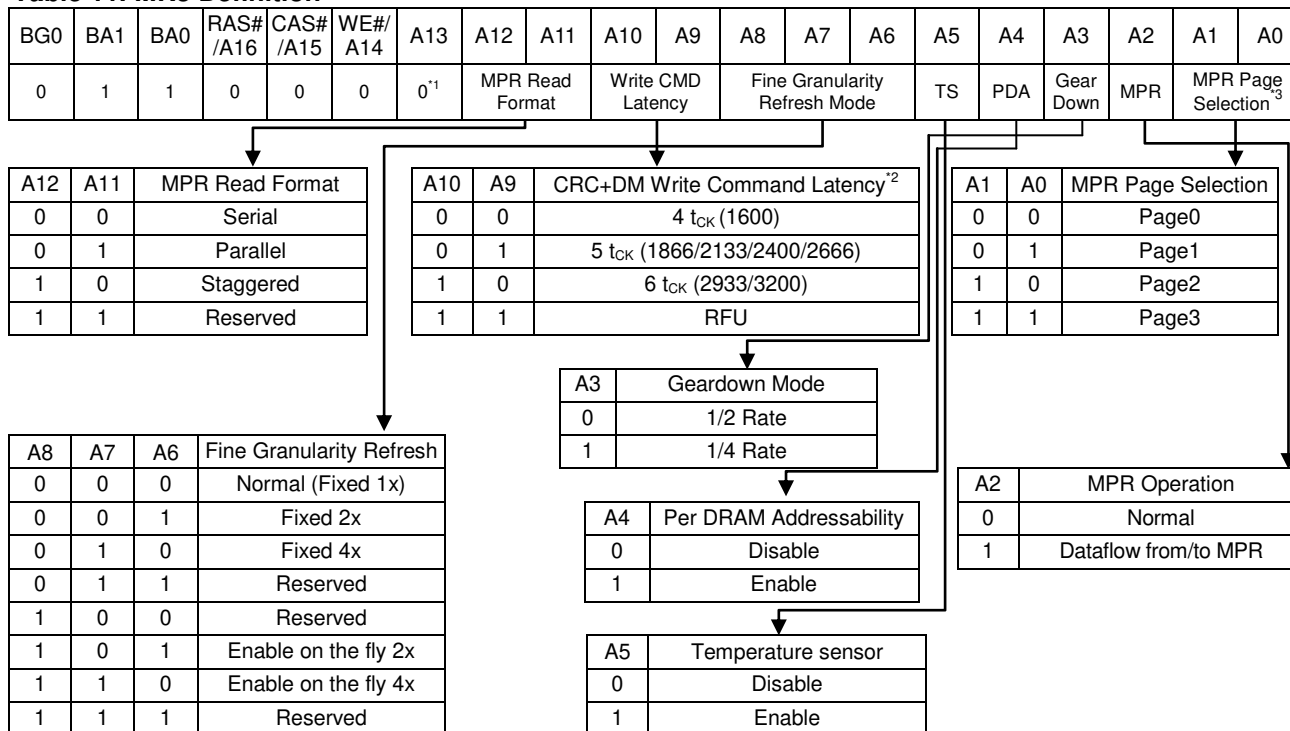 BG0 BA1 BA0 RAS# /A16 CAS# /A15 WE#/ A14 A13 A12 A11 A10 A9 A8 A7 A6 A5 A4 A3 A2 A1 A0
0 1 1 0 0 0 0*1 MPR Read Format Write CMD Latency Fine Granularity Refresh Mode TS PDA Gear Down MPR MPR Page Selection*3
A12 A11 MPR Read Format
0 0 Serial
0 1 Parallel
1 0 Staggered
1 1 Reserved
A10 A9 CRC+DM Write Command Latency*2
0 0 4 tCK (1600)
0 1 5 tCK (1866/2133/2400/2666)
1 0 6 tCK (2933/3200)
1 1 RFU
A1 A0 MPR Page Selection
0 0 Page0
0 1 Page1
1 0 Page2
1 1 Page3
A3 Geardown Mode
0 1/2 Rate
1 1/4 Rate
A8 A7 A6 Fine Granularity Refresh
0 0 0 Normal (Fixed 1x)
0 0 1 Fixed 2x
0 1 0 Fixed 4x
0 1 1 Reserved
1 0 0 Reserved
1 0 1 Enable on the fly 2x
1 1 0 Enable on the fly 4x
1 1 1 Reserved
A4 Per DRAM Addressability
0 Disable
1 Enable
A2 MPR Operation
0 Normal
1 Dataflow from/to MPR
A5 Temperature sensor
0 Disable
1 Enable